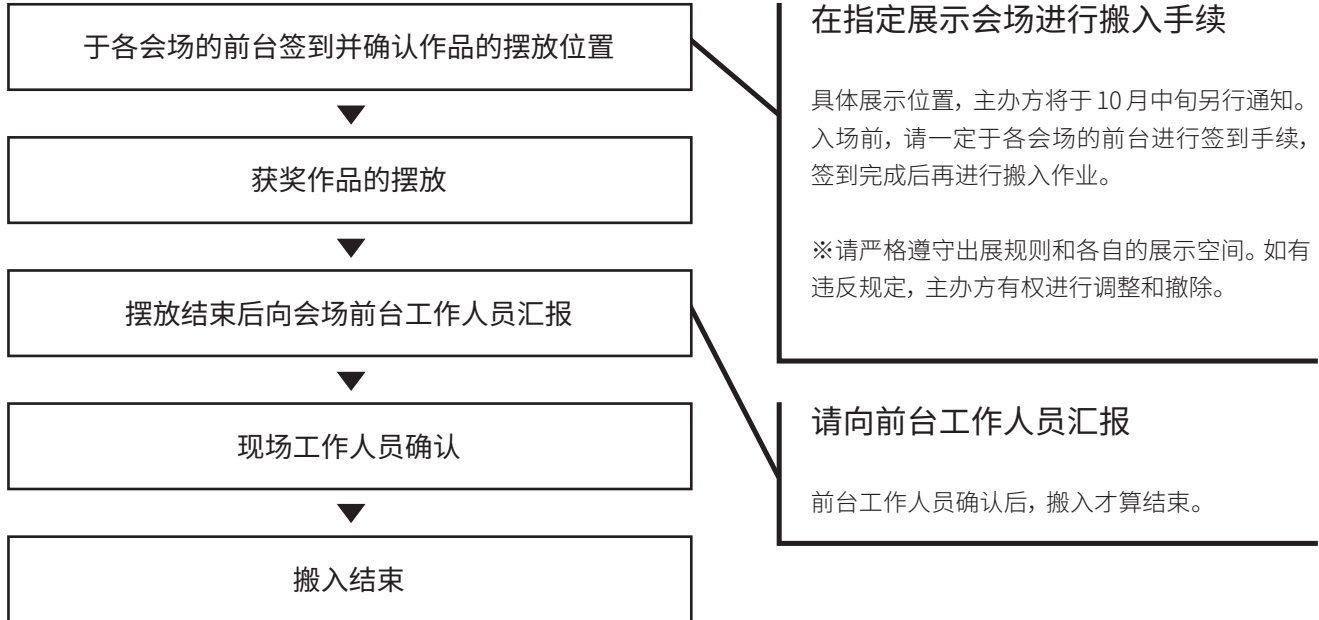 于各会场的前台签到并确认作品的摆放位置
获奖作品的摆放
摆放结束后向会场前台工作人员汇报
现场工作人员确认
搬入结束
在指定展示会场进行搬入手续
具体展示位置，主办方将于 10 月中旬另行通知。
入场前，请一定于各会场的前台进行签到手续，
签到完成后再进行搬入作业。
※请严格遵守出展规则和各自的展示空间。如有
违反规定，主办方有权进行调整和撤除。
请向前台工作人员汇报
前台工作人员确认后，搬入才算结束。